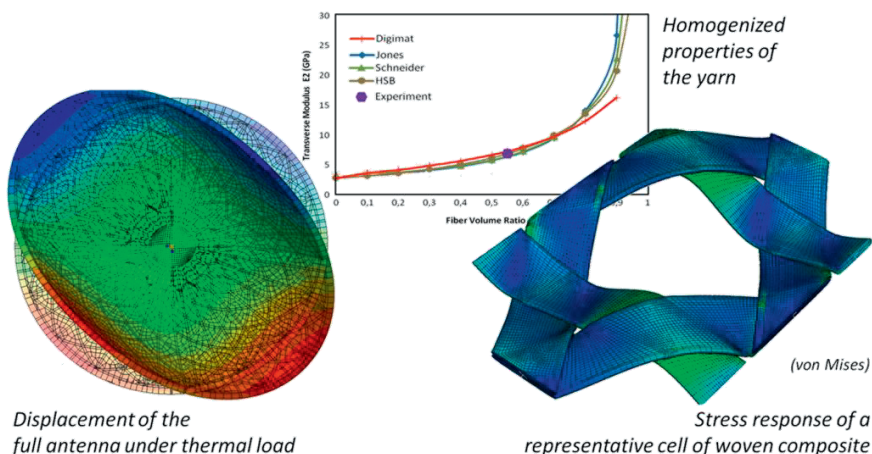 Homogenized
properties of
the yarn
Transverse Modulus E2 (GPa)
30
25
20
15
10
5
0
Digimat
Jones
Schneider
HSB
Experiment
0 0,1 0,2 0,3 0,4 0,5 0,6 0,9 1
Fiber Volume Ratio
(von Mises)
Displacement of the
full antenna under thermal load
Stress response of a
representative cell of woven composite